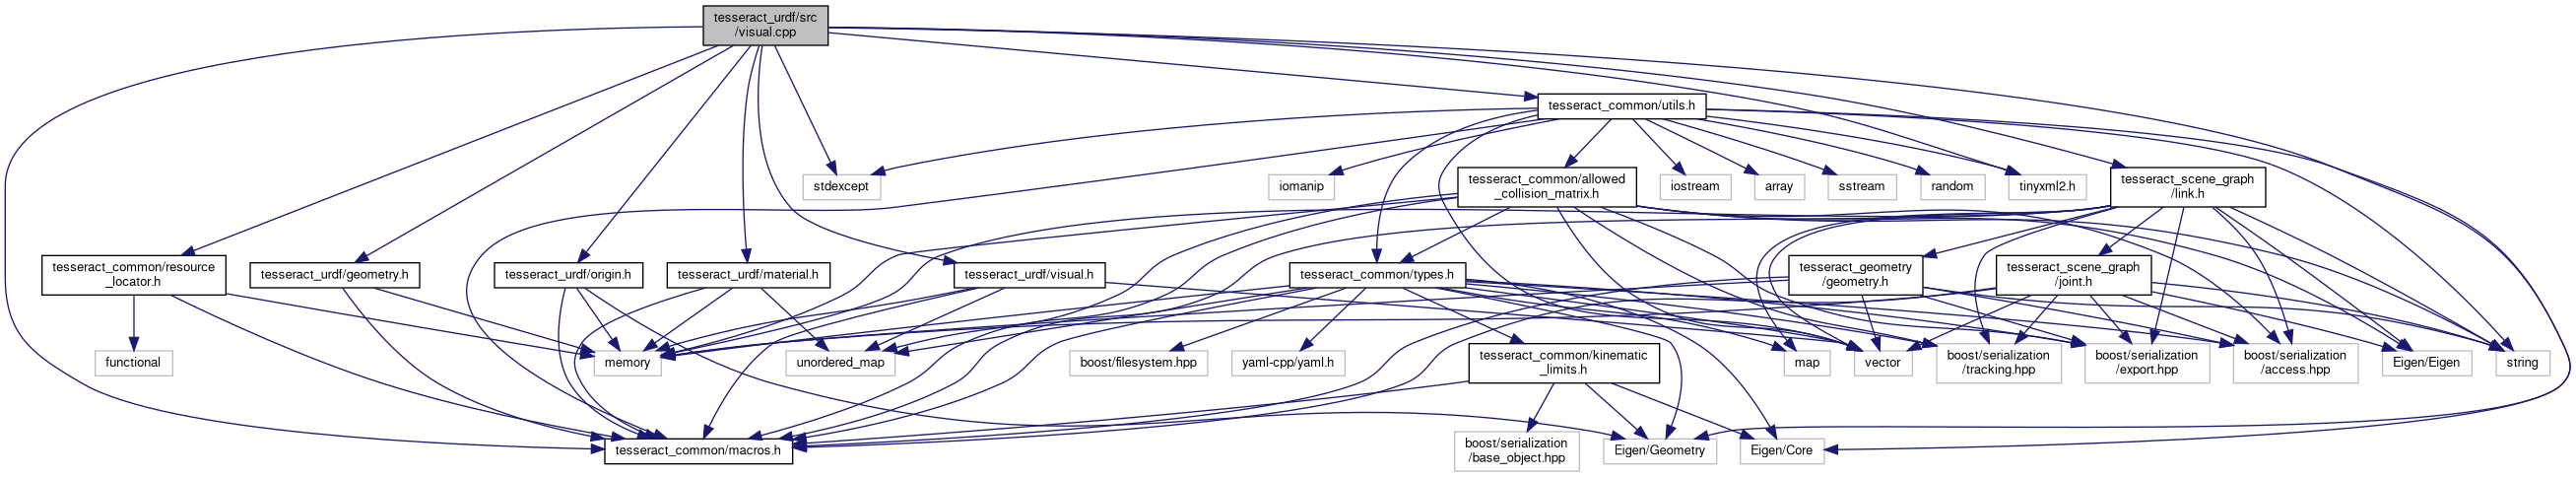 tesseract_urdf/src
/visual.cpp
tesseract_common/utils.h
stdexcept
iomanip
tesseract_common/allowed
_collision_matrix.h
iostream
array
sstream
random
tinyxml2.h
tesseract_scene_graph
/link.h
tesseract_common/resource
_locator.h
tesseract_urdf/geometry.h
tesseract_urdf/origin.h
tesseract_urdf/material.h
tesseract_urdf/visual.h
tesseract_common/types.h
tesseract_geometry
/geometry.h
tesseract_scene_graph
/joint.h
functional
memory
unordered_map
boost/filesystem.hpp
yaml-cpp/yaml.h
tesseract_common/kinematic
_limits.h
map
vector
boost/serialization
/tracking.hpp
boost/serialization
/export.hpp
boost/serialization
/access.hpp
Eigen/Eigen
string
tesseract_common/macros.h
boost/serialization
/base_object.hpp
Eigen/Geometry
Eigen/Core